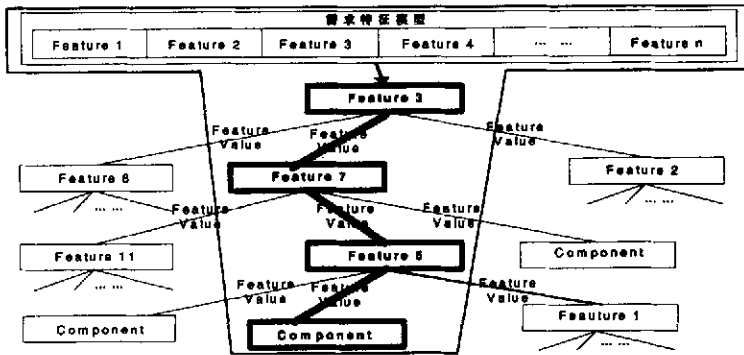 需求特征模型
Feature 1 Feature 2 Feature 3 Feature 4 ... ... Feature n
Feature 3
Feature Value
Feature Value
Feature Value
Feature 6
Feature 7
Feature 2
... ...
... ...
Feature Value
Feature Value
Feature Value
Feature 11
Feature 5
Component
... ...
Feature Value
Feature Value
Feature Value
Component
Component
Feauture 1
... ...